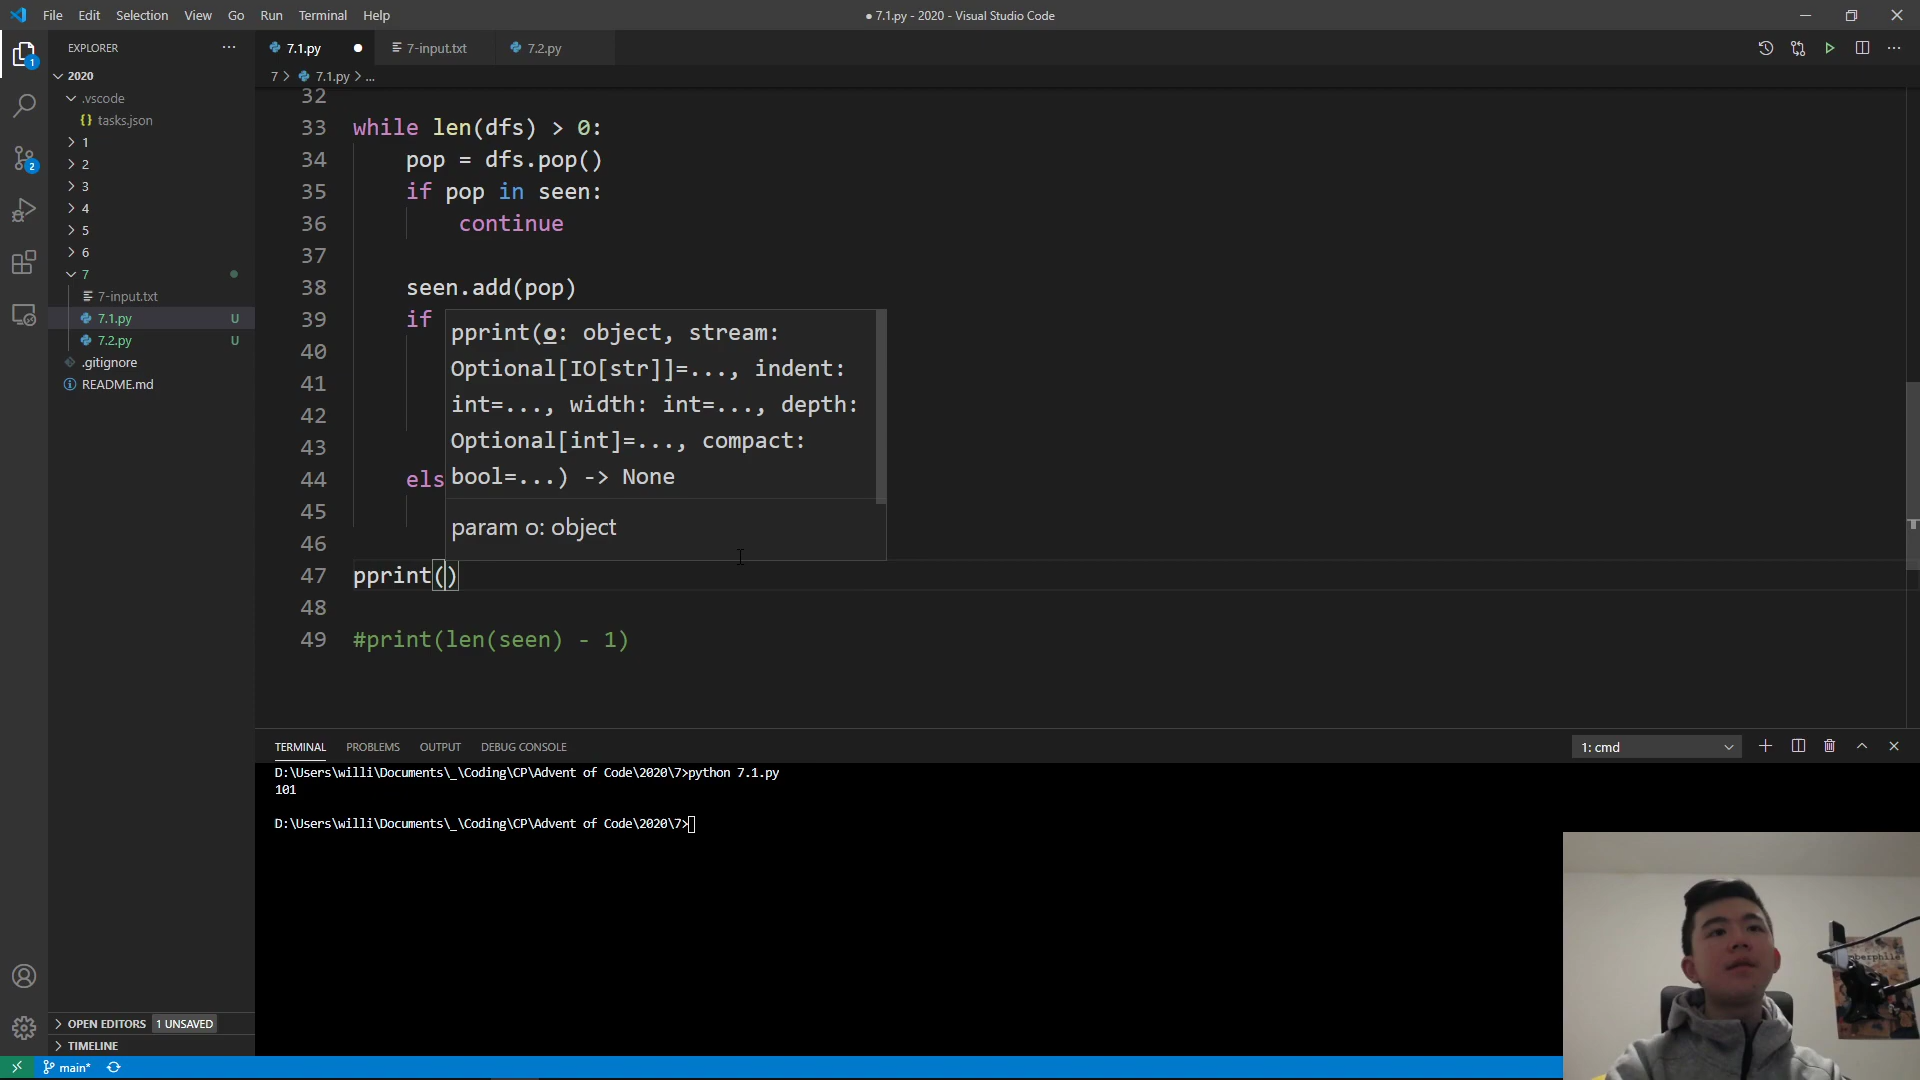 File Edit Selection View Go Run Terminal Help
● 7.1.py - 2020 - Visual Studio Code
EXPLORER
7.1.py
7-input.txt
7.2.py
7 > 7.1.py > ...
2020
.vscode
tasks.json
1
2
3
4
5
6
7
7-input.txt
7.1.py U
7.2.py U
.gitignore
README.md
OPEN EDITORS 1 UNSAVED
TIMELINE
32
33 while len(dfs) > 0:
34 pop = dfs.pop()
35 if pop in seen:
36 continue
37
38 seen.add(pop)
39 if
40
41
42
43
44 els
45
46
47 pprint()
48
49 #print(len(seen) - 1)
pprint(o: object, stream:
Optional[IO[str]]=..., indent:
int=..., width: int=..., depth:
Optional[int]=..., compact:
bool=...) -> None
param o: object
TERMINAL PROBLEMS OUTPUT DEBUG CONSOLE
1: cmd
D:\Users\willi\Documents\_\Coding\CP\Advent of Code\2020\7>python 7.1.py
101
D:\Users\willi\Documents\_\Coding\CP\Advent of Code\2020\7>
main*
1
2